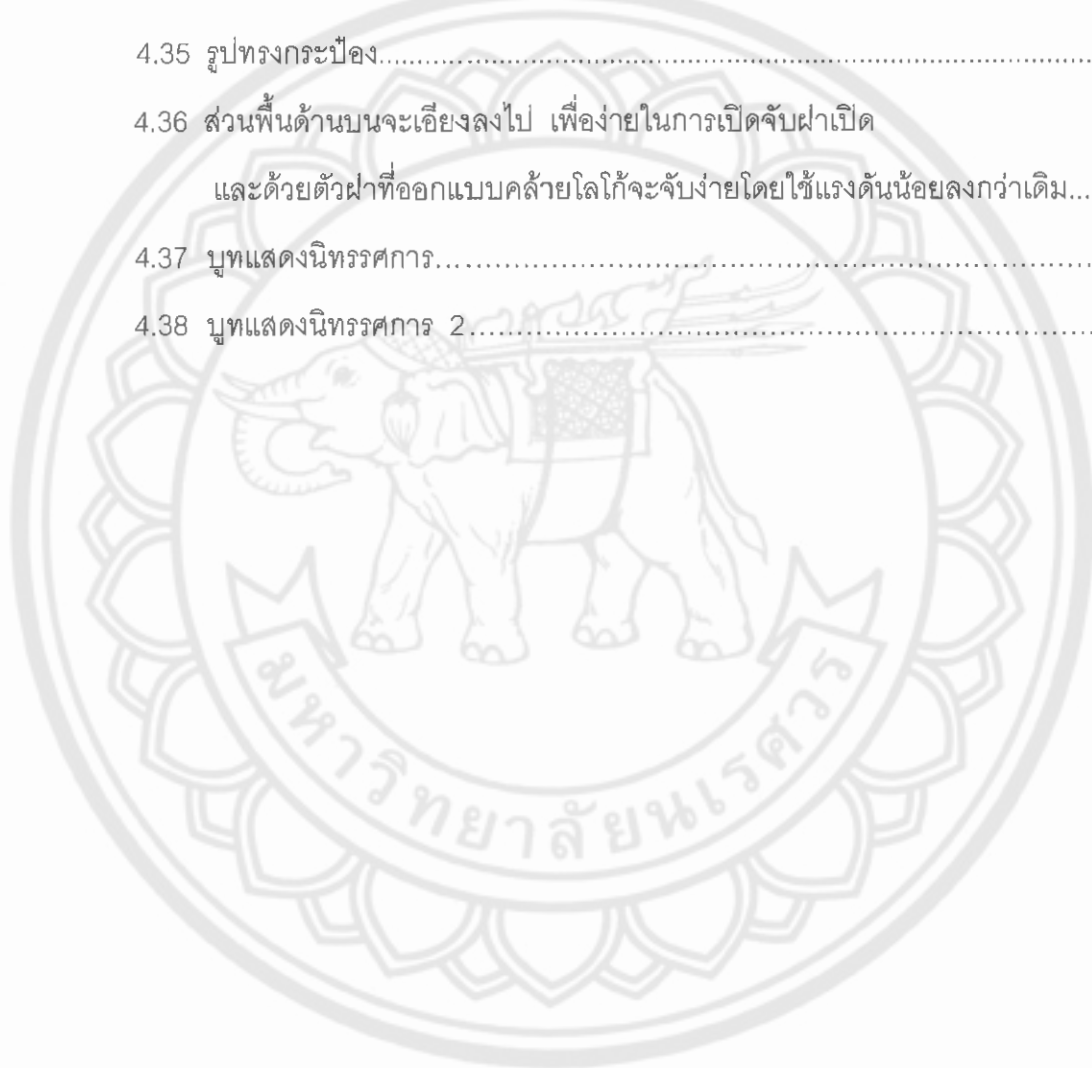 4.35 รูปทรงกระป๋อง......................................................................................................
4.36 ส่วนพื้นด้านบนจะเอียงลงไป เพื่อง่ายในการเปิดจับฝาเปิด
และด้วยตัวฝาที่ออกแบบคล้ายโลโก้จะจับง่ายโดยใช้แรงดันน้อยลงกว่าเดิม...
4.37 บูทแสดงนิทรรศการ..............................................................................................
4.38 บูทแสดงนิทรรศการ 2..........................................................................................
มหาวิทยาลัยนเรศวร